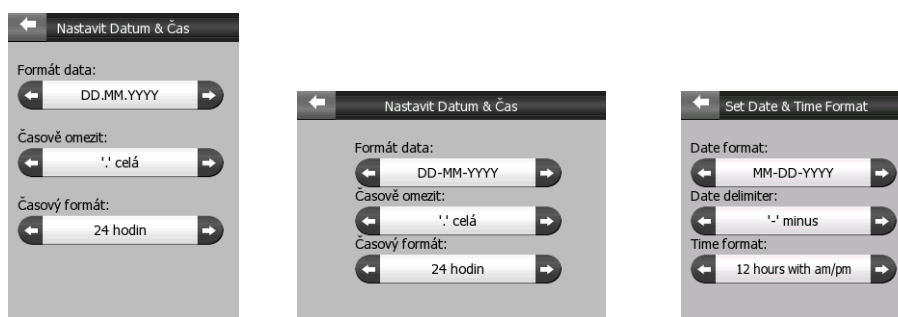 Nastavit Datum & Čas
Formát data:
DD.MM.YYYY
Časově omezit:
'.' celá
Časový formát:
24 hodin
Nastavit Datum & Čas
Formát data:
DD-MM-YYYY
Časově omezit:
'.' celá
Časový formát:
24 hodin
Set Date & Time Format
Date format:
MM-DD-YYYY
Date delimiter:
'-' minus
Time format:
12 hours with am/pm